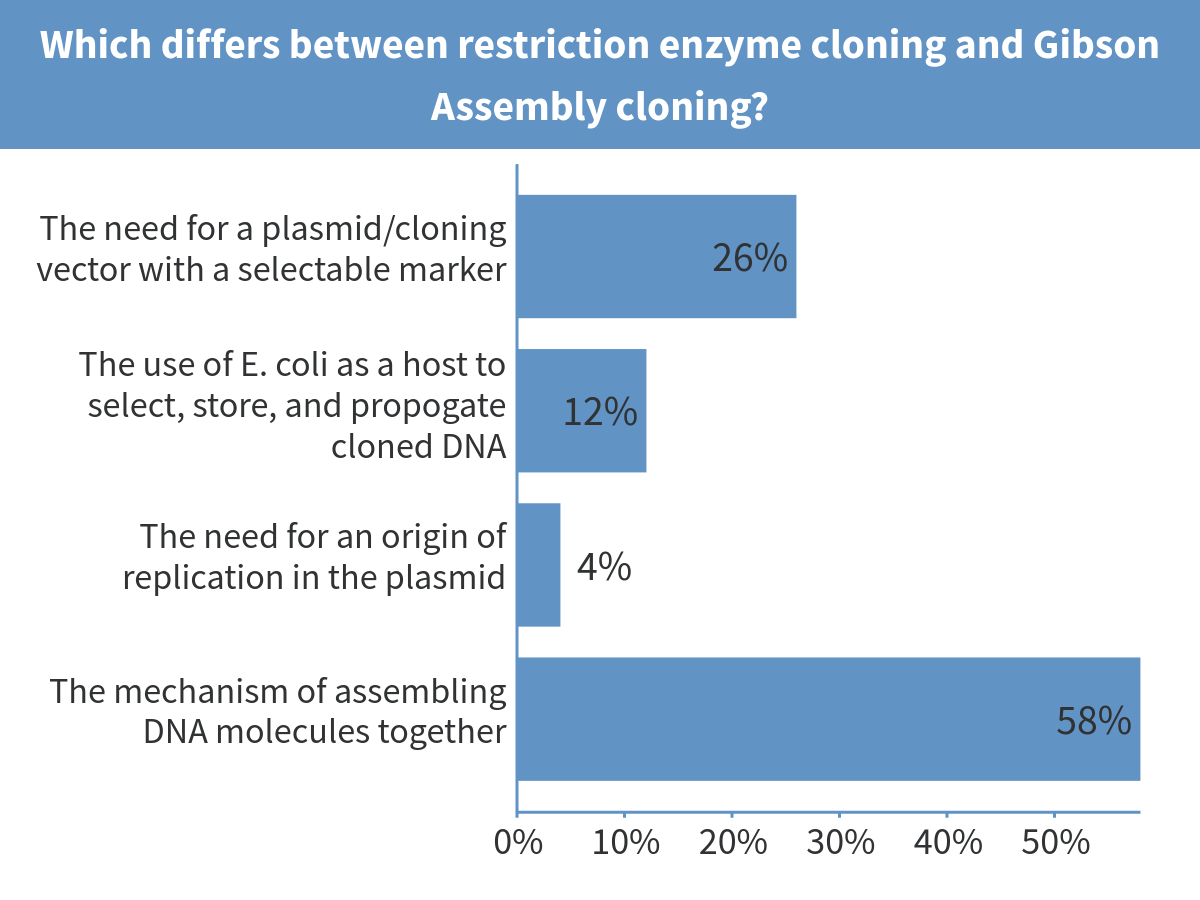 Which differs between restriction enzyme cloning and Gibson
Assembly cloning?
The need for a plasmid/cloning
vector with a selectable marker
26%
The use of E. coli as a host to
select, store, and propogate
cloned DNA
12%
The need for an origin of
replication in the plasmid
4%
The mechanism of assembling
DNA molecules together
58%
0% 10% 20% 30% 40% 50%